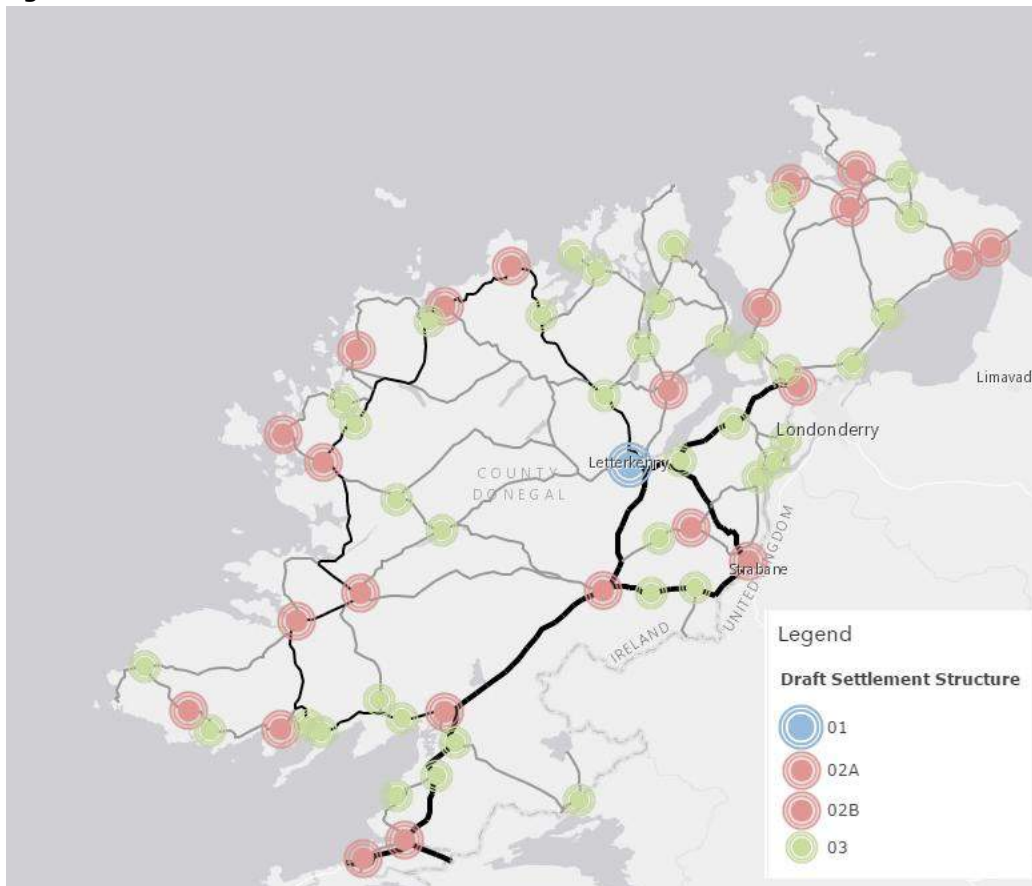 Limavad
Londonderry
Letterkenny
COUNTY
DONEGAL
Strabane
UNITED KINGDOM
IRELAND
Legend
Draft Settlement Structure
01
02A
02B
03